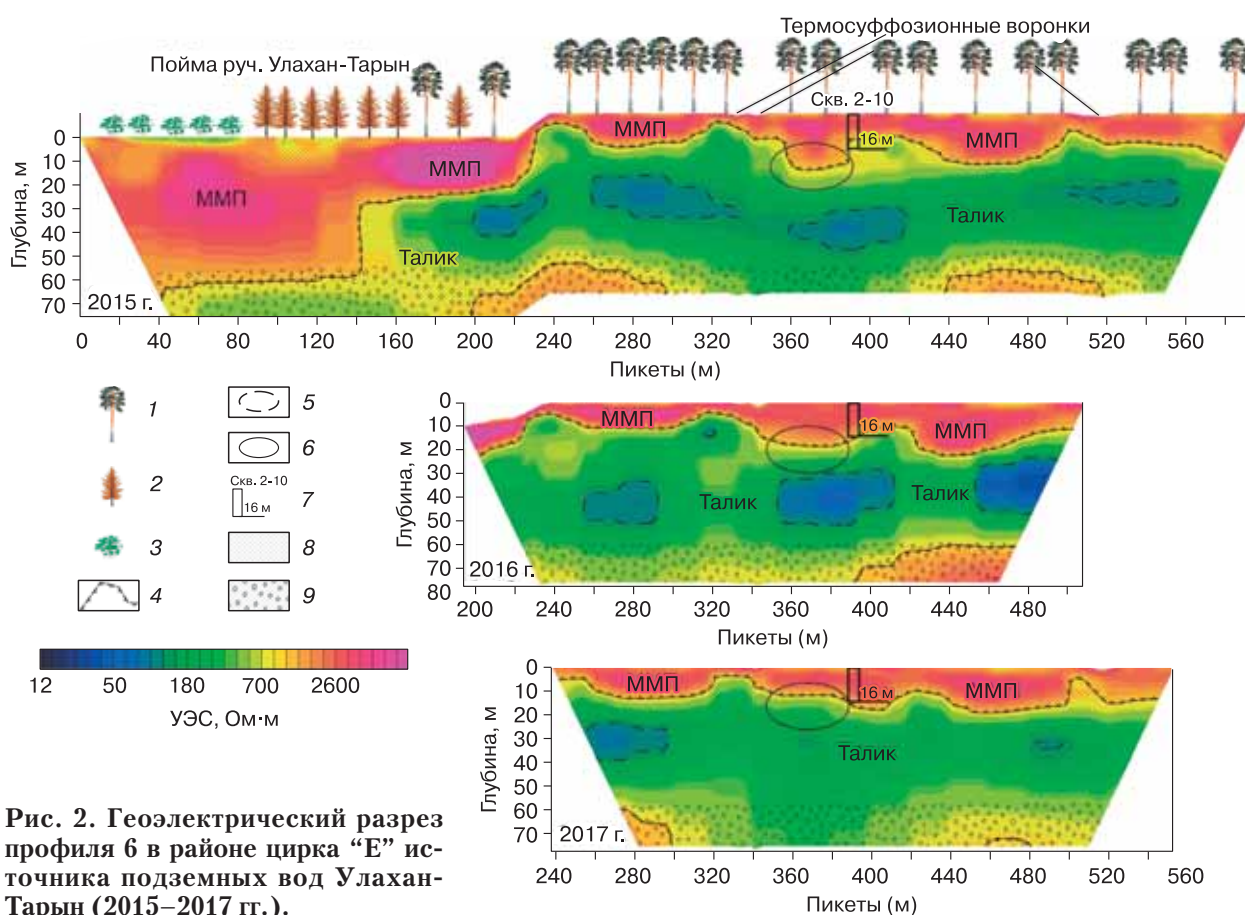 Термосуффозионные воронки
Пойма руч. Улахан-Тарын
Скв. 2-10
ММП
ММП
ММП
ММП
16 м
Талик
Талик
Глубина, м
0
10
20
30
40
50
60
70
2015 г.
0 40 80 120 160 200 240 280 320 360 400 440 480 520 560
Пикеты (м)
1
2
3
4
5
6
Скв. 2-10
16 м
7
8
9
12 50 180 700 2600
УЭС, Ом·м
Глубина, м
0
10
20
30
40
50
60
70
80
ММП
ММП
16 м
Талик
Талик
2016 г.
200 240 280 320 360 400 440 480
Пикеты (м)
Глубина, м
0
10
20
30
40
50
60
70
ММП
ММП
16 м
Талик
2017 г.
240 280 320 360 400 440 480 520 560
Пикеты (м)
Рис. 2. Геоэлектрический разрез
профиля 6 в районе цирка “Е” ис-
точника подземных вод Улахан-
Тарын (2015–2017 гг.).